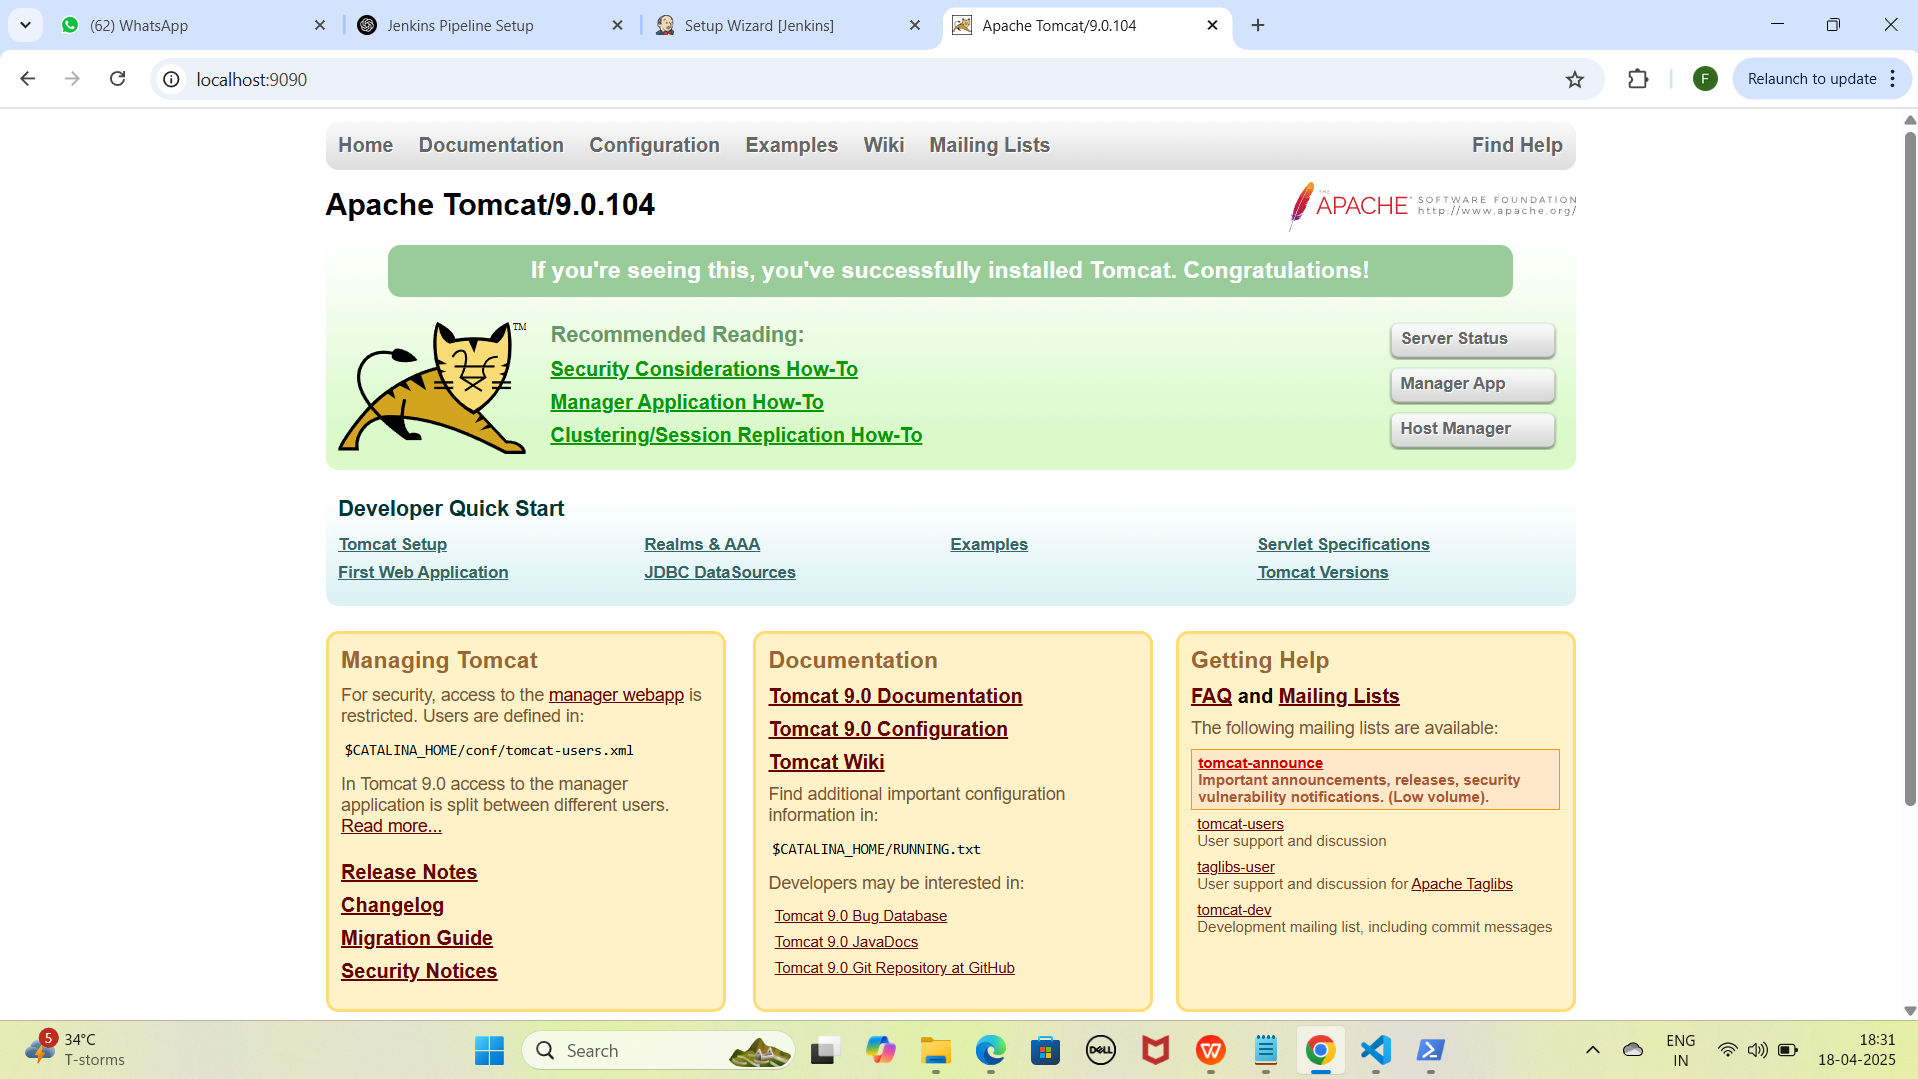 (62) WhatsApp
Jenkins Pipeline Setup
Setup Wizard [Jenkins]
Apache Tomcat/9.0.104
localhost:9090
F
Relaunch to update
Home Documentation Configuration Examples Wiki Mailing Lists Find Help
Apache Tomcat/9.0.104
THE
APACHE SOFTWARE FOUNDATION
http://www.apache.org/
If you're seeing this, you've successfully installed Tomcat. Congratulations!
TM
Recommended Reading:
Security Considerations How-To
Manager Application How-To
Clustering/Session Replication How-To
Server Status
Manager App
Host Manager
Developer Quick Start
Tomcat Setup
First Web Application
Realms & AAA
JDBC DataSources
Examples
Servlet Specifications
Tomcat Versions
Managing Tomcat
For security, access to the manager webapp is
restricted. Users are defined in:
$CATALINA_HOME/conf/tomcat-users.xml
In Tomcat 9.0 access to the manager
application is split between different users.
Read more...
Release Notes
Changelog
Migration Guide
Security Notices
Documentation
Tomcat 9.0 Documentation
Tomcat 9.0 Configuration
Tomcat Wiki
Find additional important configuration
information in:
$CATALINA_HOME/RUNNING.txt
Developers may be interested in:
Tomcat 9.0 Bug Database
Tomcat 9.0 JavaDocs
Tomcat 9.0 Git Repository at GitHub
Getting Help
FAQ and Mailing Lists
The following mailing lists are available:
tomcat-announce
Important announcements, releases, security
vulnerability notifications. (Low volume).
tomcat-users
User support and discussion
taglibs-user
User support and discussion for Apache Taglibs
tomcat-dev
Development mailing list, including commit messages
5
34°C
T-storms
Search
DELL
ENG
IN
18:31
18-04-2025